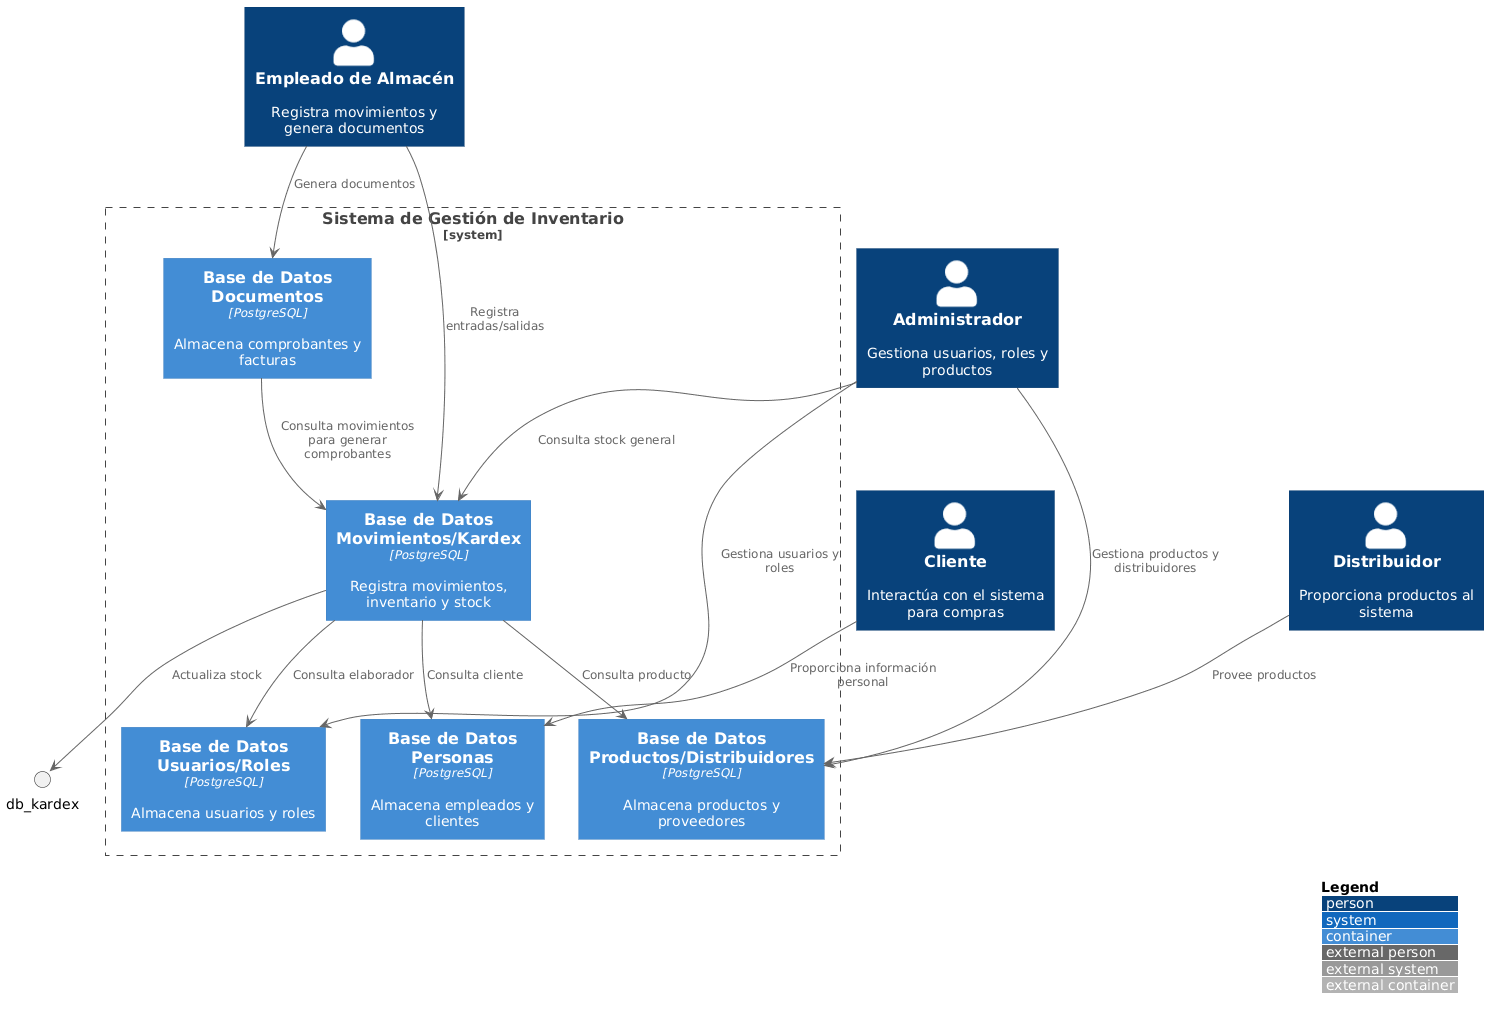 Empleado de Almacén
Registra movimientos y
genera documentos
Genera documentos
Sistema de Gestión de Inventario
[system]
Base de Datos
Documentos
[PostgreSQL]
Almacena comprobantes y
facturas
Registra
entradas/salidas
Administrador
Gestiona usuarios, roles y
productos
Consulta movimientos
para generar
comprobantes
Consulta stock general
Base de Datos
Movimientos/Kardex
[PostgreSQL]
Registra movimientos,
inventario y stock
Gestiona usuarios y
roles
Cliente
Interactúa con el sistema
para compras
Gestiona productos y
distribuidores
Distribuidor
Proporciona productos al
sistema
Actualiza stock
Consulta elaborador
Consulta cliente
Consulta producto
Proporciona información
personal
Provee productos
db_kardex
Base de Datos
Usuarios/Roles
[PostgreSQL]
Almacena usuarios y roles
Base de Datos
Personas
[PostgreSQL]
Almacena empleados y
clientes
Base de Datos
Productos/Distribuidores
[PostgreSQL]
Almacena productos y
proveedores
Legend
person
system
container
external person
external system
external container